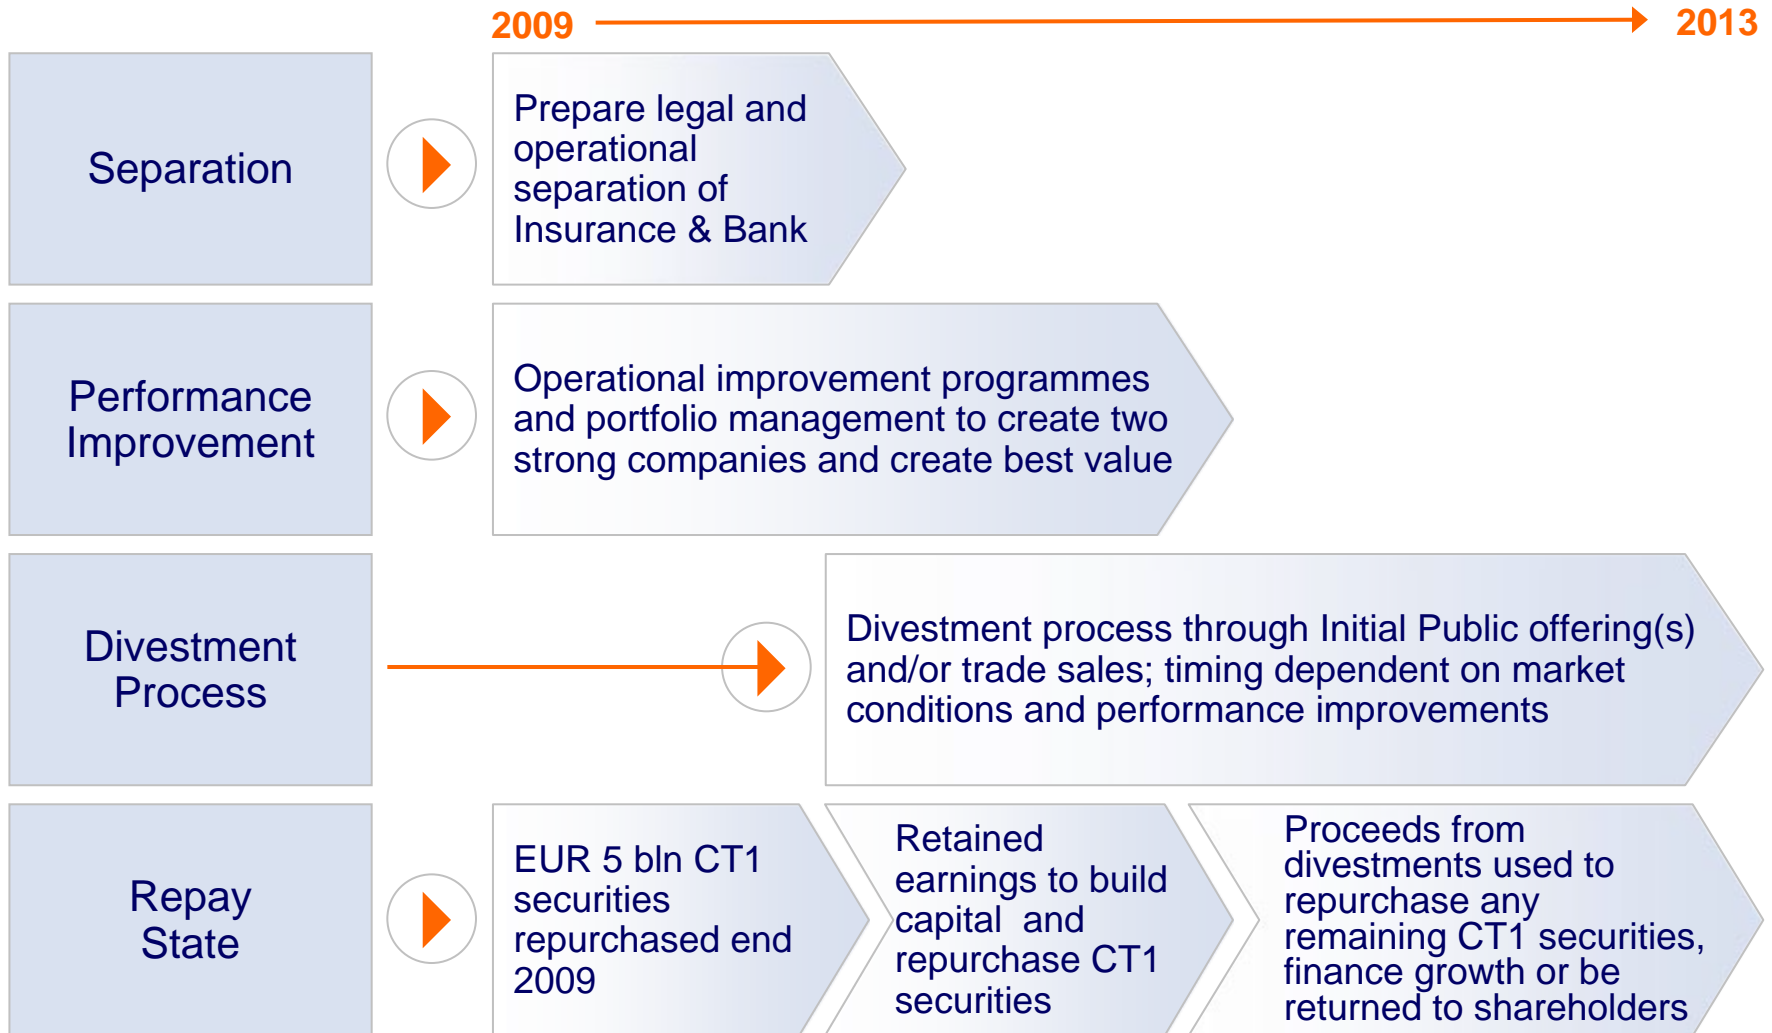 2009
2013
Separation
Prepare legal and
operational
separation of
Insurance & Bank
Performance
Improvement
Operational improvement programmes
and portfolio management to create two
strong companies and create best value
Divestment
Process
Divestment process through Initial Public offering(s)
and/or trade sales; timing dependent on market
conditions and performance improvements
Repay
State
EUR 5 bln CT1
securities
repurchased end
2009
Retained
earnings to build
capital and
repurchase CT1
securities
Proceeds from
divestments used to
repurchase any
remaining CT1 securities,
finance growth or be
returned to shareholders